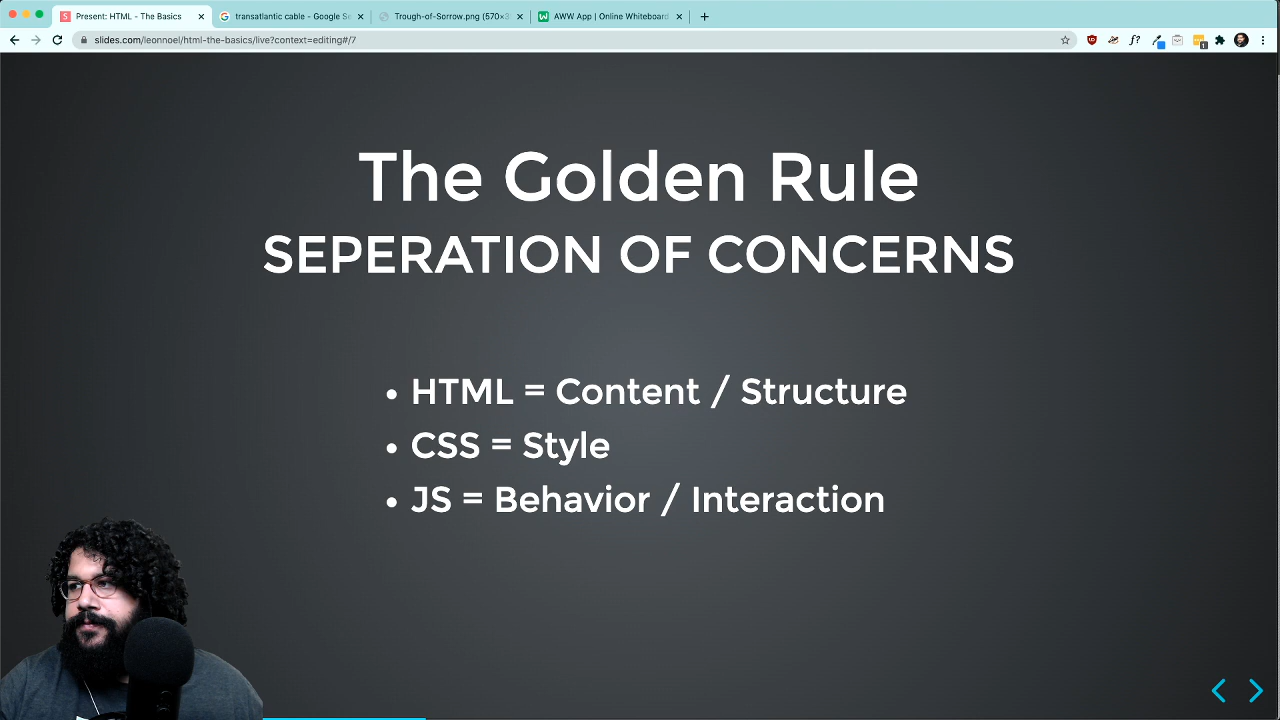 Present: HTML - The Basics
transatlantic cable - Google Se
Trough-of-Sorrow.png (570×3
AWW App | Online Whiteboard
slides.com/leonnoel/html-the-basics/live?context=editing#/7
f?
1
The Golden Rule
SEPERATION OF CONCERNS
• HTML = Content / Structure
• CSS = Style
• JS = Behavior / Interaction